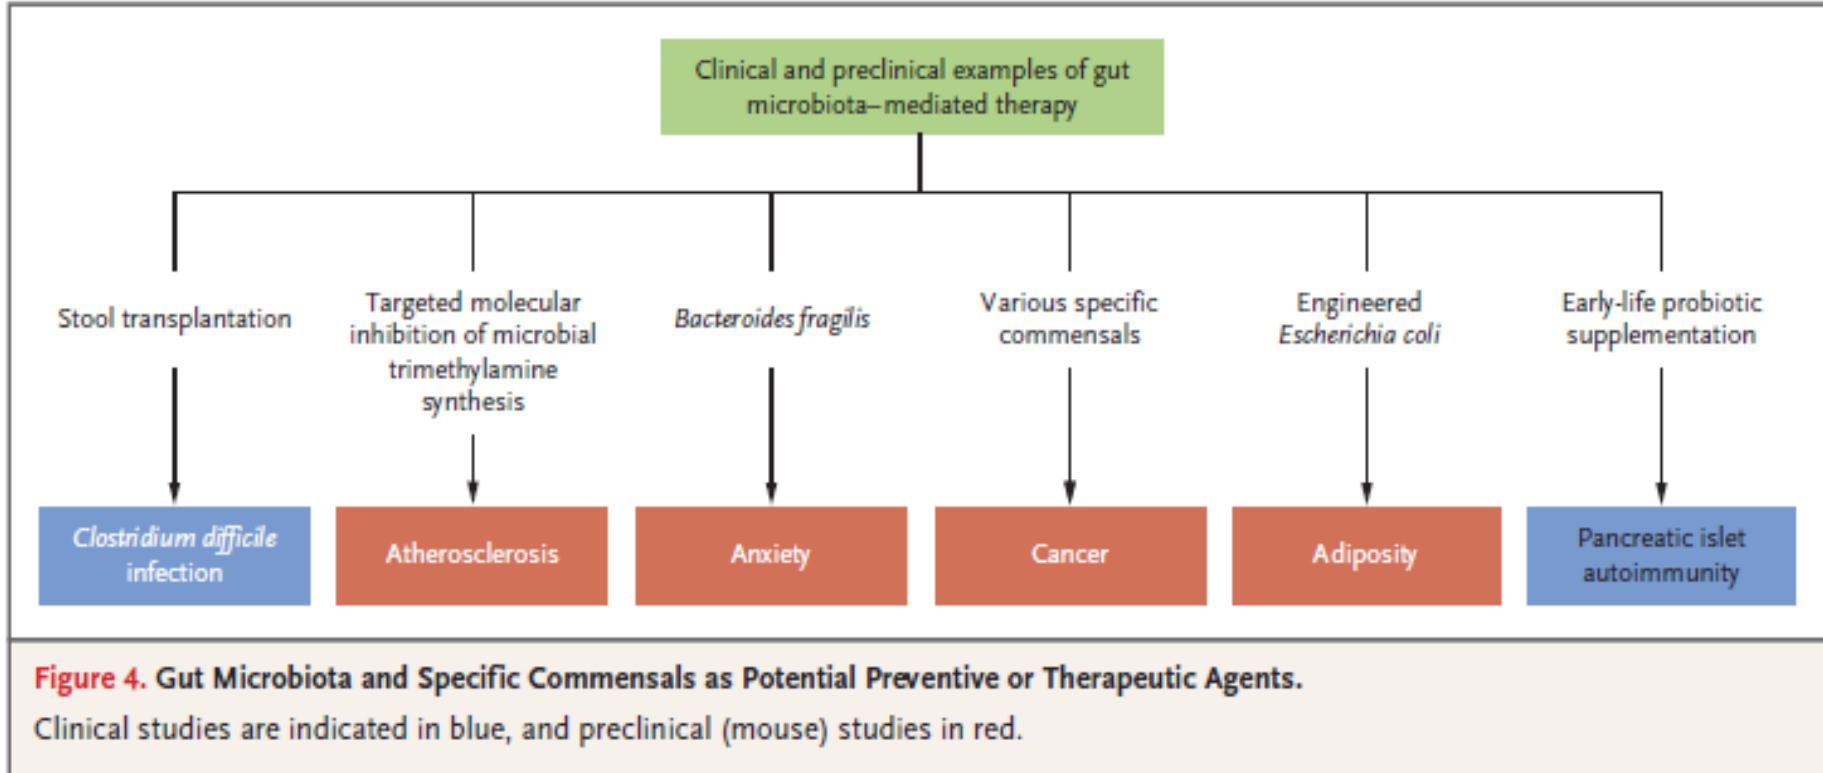 Clinical and preclinical examples of gut
microbiota–mediated therapy
Stool transplantation
Targeted molecular
inhibition of microbial
trimethylamine
synthesis
Bacteroides fragilis
Various specific
commensals
Engineered
Escherichia coli
Early-life probiotic
supplementation
Clostridium difficile
infection
Atherosclerosis
Anxiety
Cancer
Adiposity
Pancreatic islet
autoimmunity
Figure 4. Gut Microbiota and Specific Commensals as Potential Preventive or Therapeutic Agents.
Clinical studies are indicated in blue, and preclinical (mouse) studies in red.